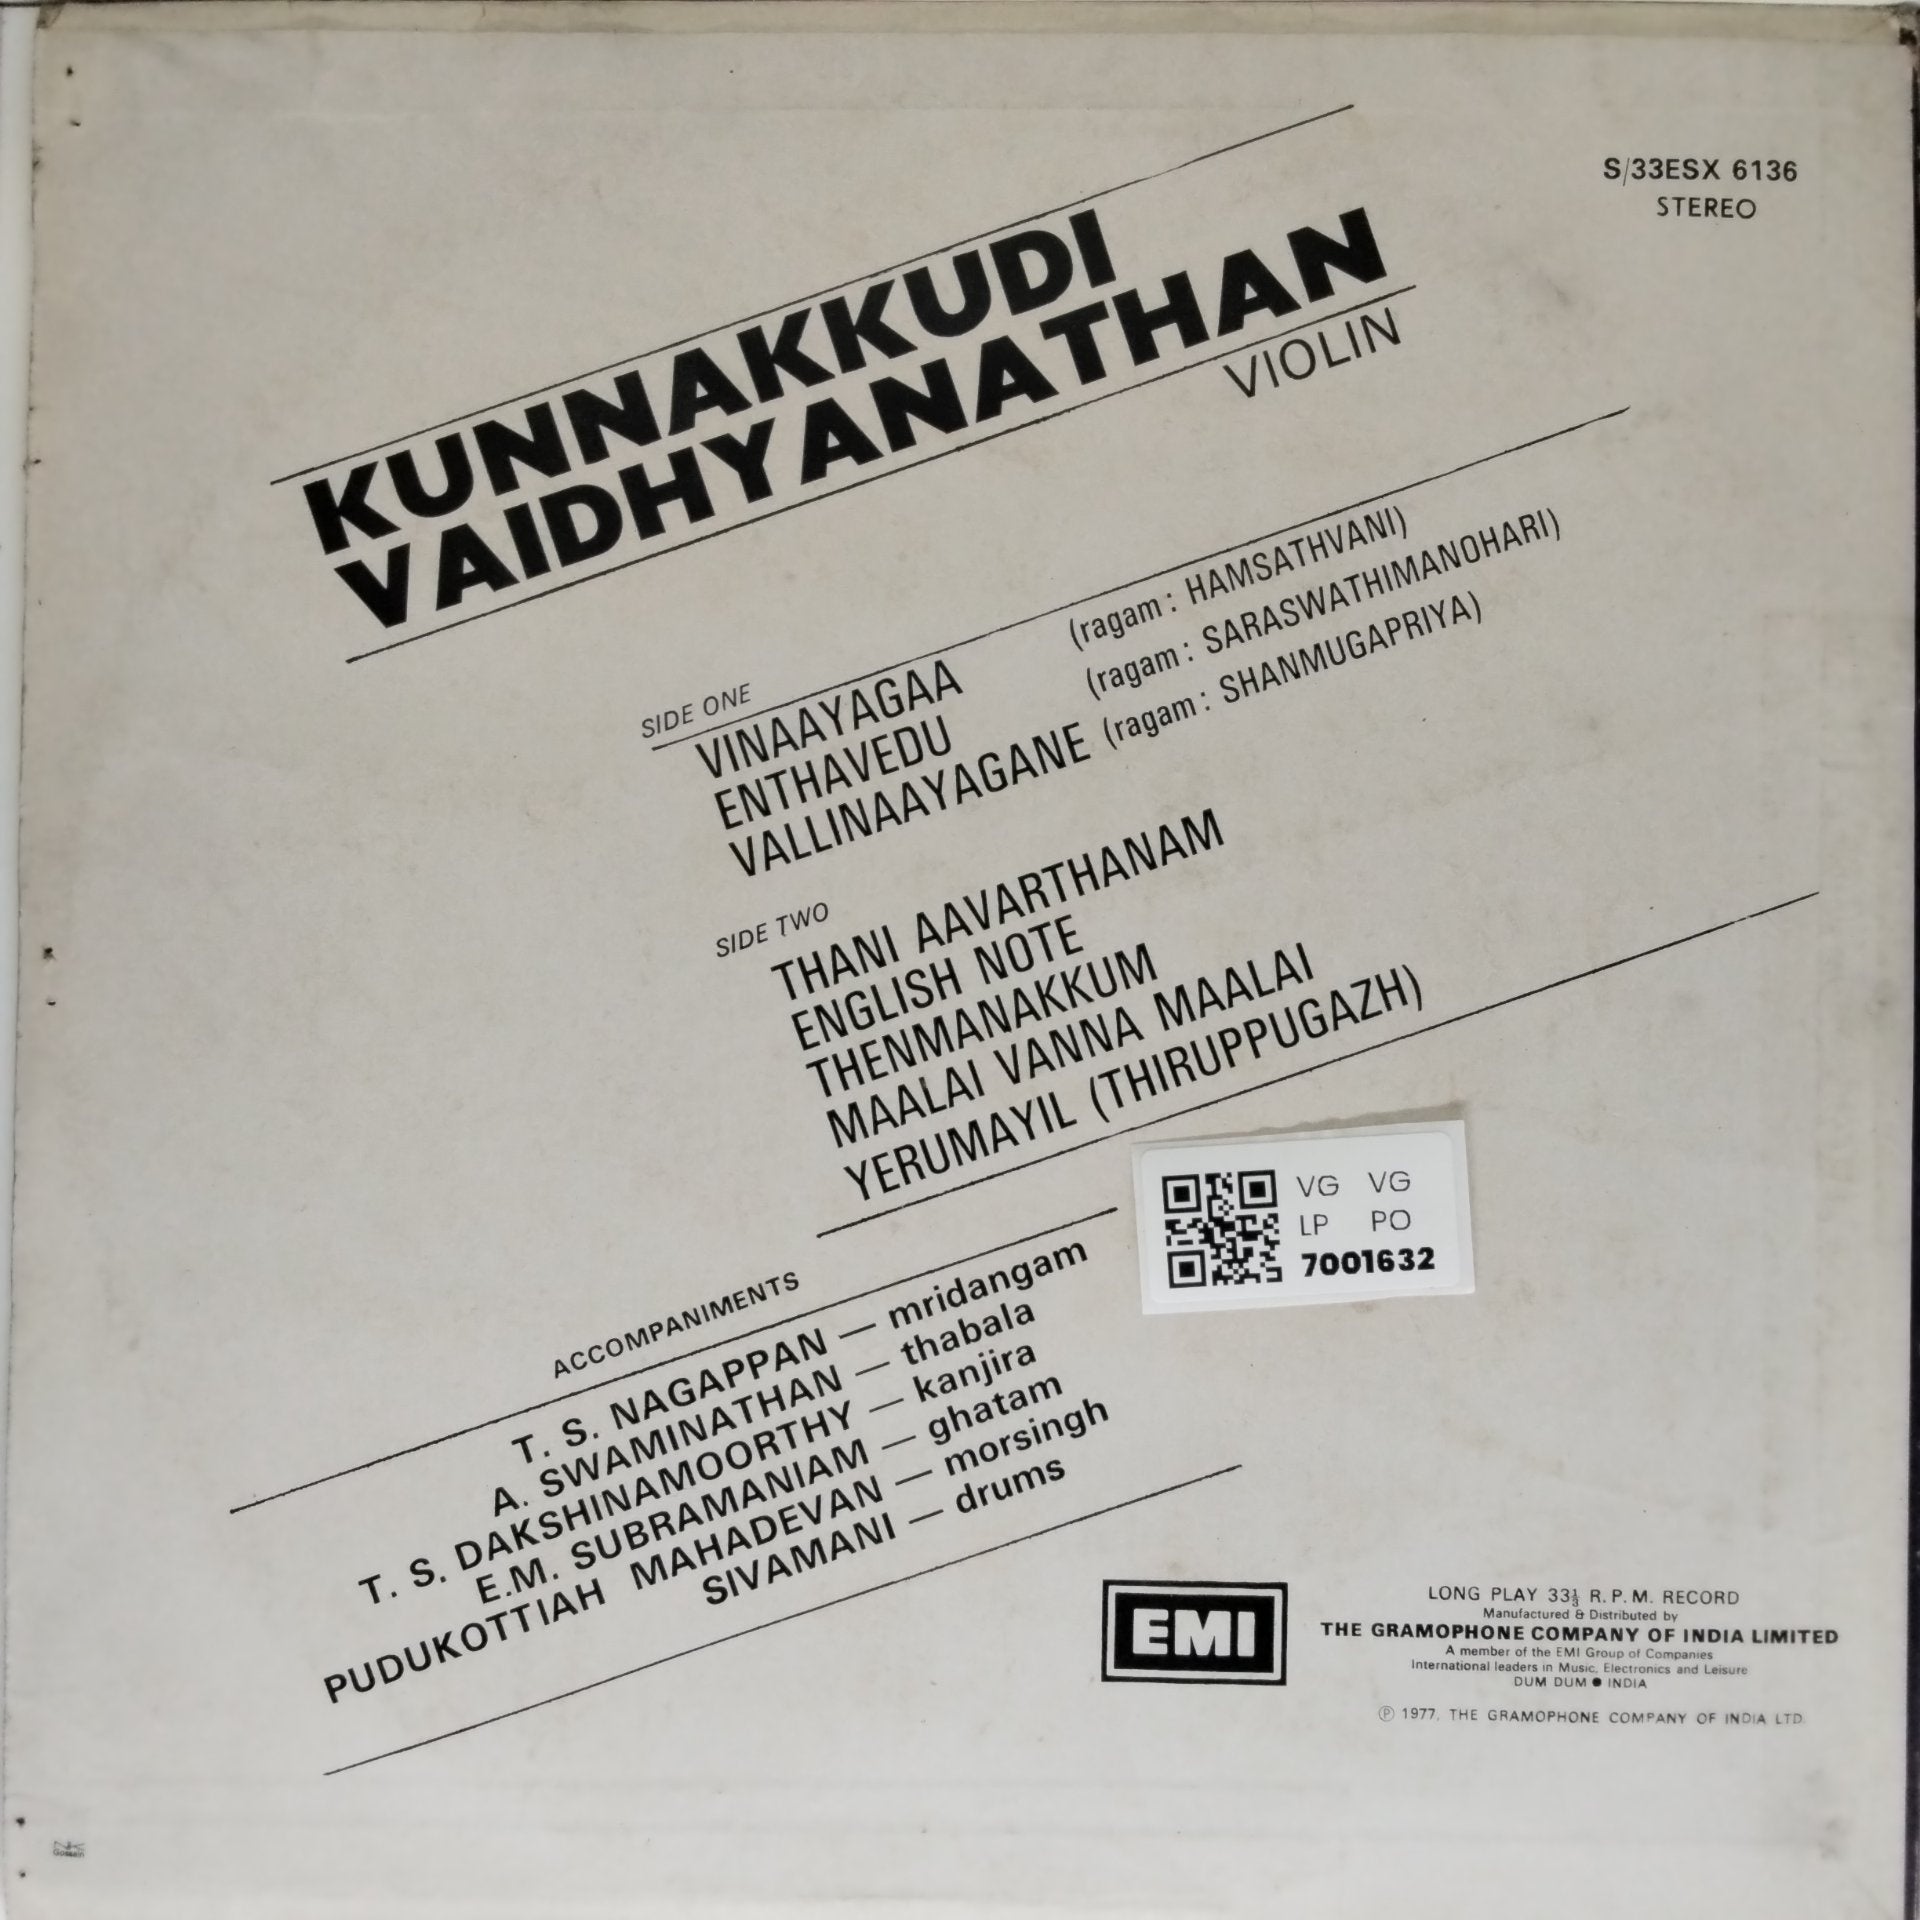 S/33ESX 6136
STEREO
KUNNAKKUDI
VAIDHYANATHAN
VIOLIN
SIDE ONE
VINAAYAGAA (ragam: HAMSATHVANI)
ENTHAVEDU (ragam: SARASWATHIMANOHARI)
VALLINAAYAGANE (ragam: SHANMUGAPRIYA)
SIDE TWO
THANI AAVARTHANAM
ENGLISH NOTE
THENMANAKKUM
MAALAI VANNA MAALAI
YERUMAYIL (THIRUPPUGAZH)
VG VG
LP PO
7001632
ACCOMPANIMENTS
T. S. NAGAPPAN — mridangam
A. SWAMINATHAN — thabala
T. S. DAKSHINAMOORTHY — kanjira
E.M. SUBRAMANIAM — ghatam
PUDUKOTTIAH MAHADEVAN — morsingh
SIVAMANI — drums
EMI
LONG PLAY 33⅓ R.P.M. RECORD
Manufactured & Distributed by
THE GRAMOPHONE COMPANY OF INDIA LIMITED
A member of the EMI Group of Companies
International leaders in Music, Electronics and Leisure
DUM DUM ● INDIA
℗ 1977, THE GRAMOPHONE COMPANY OF INDIA LTD.